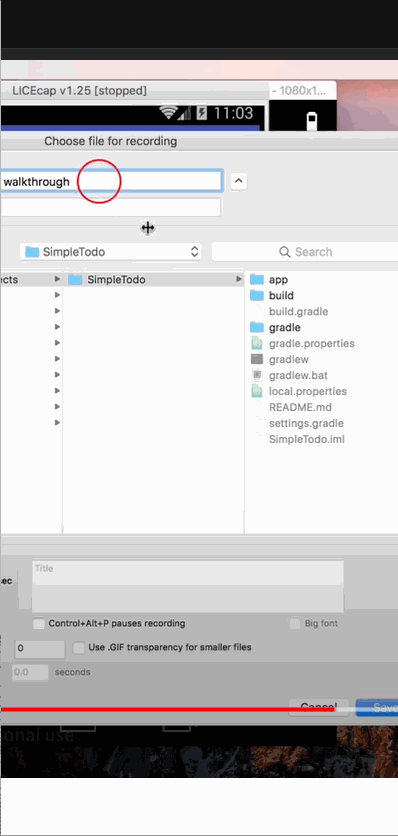 LICEcap v1.25 [stopped]
- 1080x1...
11:03
Choose file for recording
walkthrough
SimpleTodo
Search
ects
SimpleTodo
app
build
build.gradle
gradle
gradle.properties
gradlew
gradlew.bat
local.properties
README.md
settings.gradle
SimpleTodo.iml
sec
Title
Control+Alt+P pauses recording
Big font
0
Use .GIF transparency for smaller files
0.0
seconds
Cancel
Save
onal use